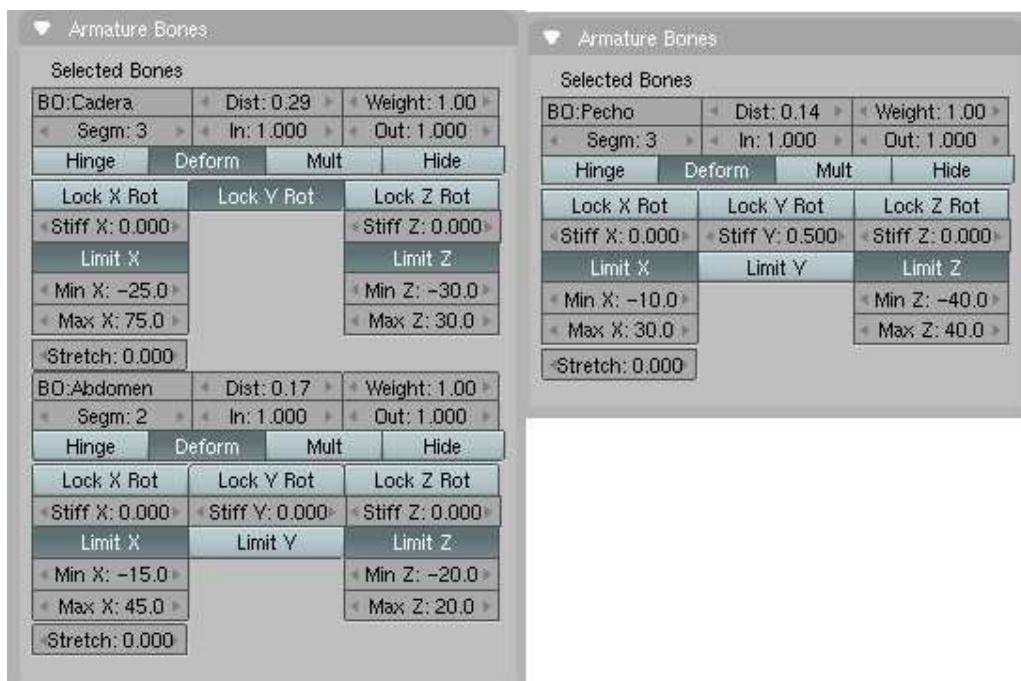 Armature Bones
Selected Bones
BO:Cadera Dist: 0.29 Weight: 1.00
Segm: 3 In: 1.000 Out: 1.000
Hinge Deform Mult Hide
Lock X Rot Lock Y Rot Lock Z Rot
Stiff X: 0.000 Stiff Z: 0.000
Limit X Limit Z
Min X: -25.0 Min Z: -30.0
Max X: 75.0 Max Z: 30.0
Stretch: 0.000
BO:Abdomen Dist: 0.17 Weight: 1.00
Segm: 2 In: 1.000 Out: 1.000
Hinge Deform Mult Hide
Lock X Rot Lock Y Rot Lock Z Rot
Stiff X: 0.000 Stiff Y: 0.000 Stiff Z: 0.000
Limit X Limit Y Limit Z
Min X: -15.0 Min Z: -20.0
Max X: 45.0 Max Z: 20.0
Stretch: 0.000
Armature Bones
Selected Bones
BO:Pecho Dist: 0.14 Weight: 1.00
Segm: 3 In: 1.000 Out: 1.000
Hinge Deform Mult Hide
Lock X Rot Lock Y Rot Lock Z Rot
Stiff X: 0.000 Stiff Y: 0.500 Stiff Z: 0.000
Limit X Limit Y Limit Z
Min X: -10.0 Min Z: -40.0
Max X: 30.0 Max Z: 40.0
Stretch: 0.000